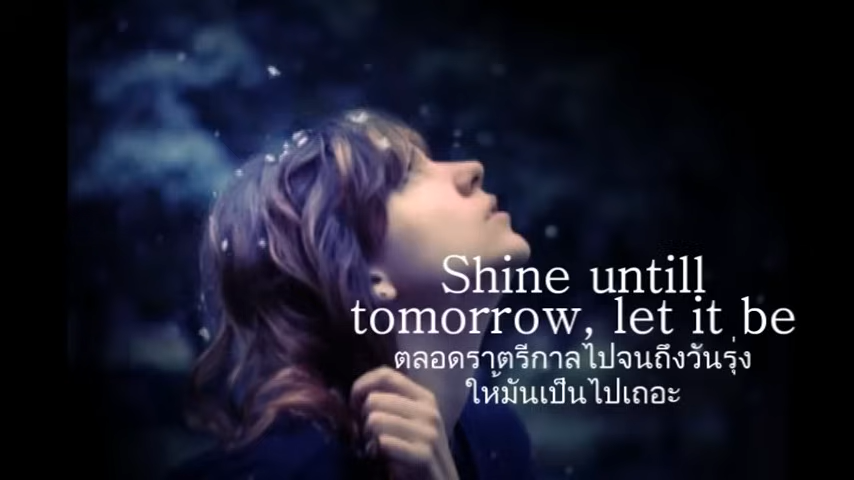 Shine untill
tomorrow, let it be
ตลอดราตรีกาลไปจนถึงวันรุ่ง
ให้มันเป็นไปเถอะ